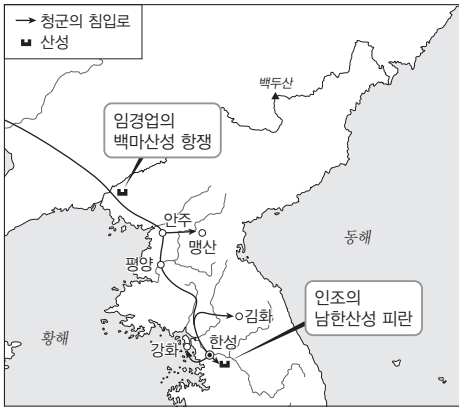 → 청군의 침입로
산성
백두산
임경업의
백마산성 항쟁
안주
맹산
평양
동해
김화
인조의
남한산성 피란
황해
강화
한성